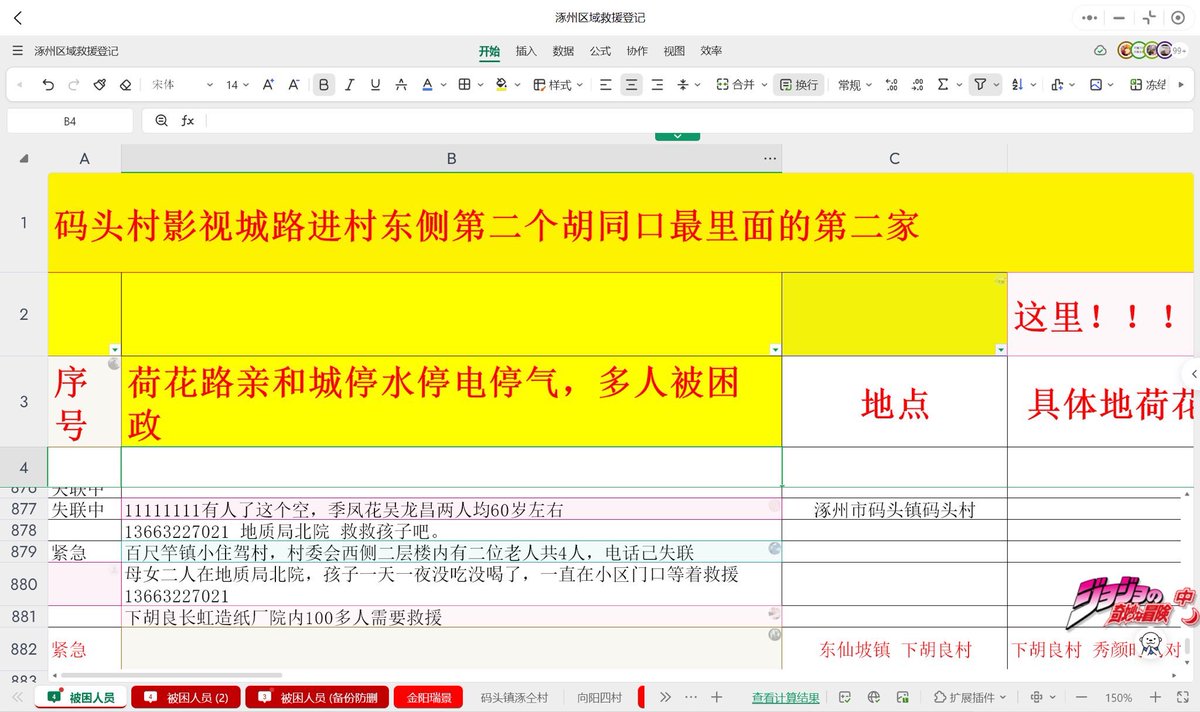 涿州区域救援登记
涿州区域救援登记
开始 插入 数据 公式 协作 视图 效率
99+
宋体 14 A+ A- B I U A A 样式 合并 换行 常规 .00 .00 Σ 冻结
B4 fx
A B C
1 码头村影视城路进村东侧第二个胡同口最里面的第二家
2 这里！！！
3 序号 荷花路亲和城停水停电停气，多人被困 地点 具体地荷花
政
4
876 失联中
877 失联中 11111111有人了这个空，季凤花吴龙昌两人均60岁左右 涿州市码头镇码头村
878 13663227021 地质局北院 救救孩子吧。
879 紧急 百尺竿镇小住驾村，村委会西侧二层楼内有二位老人共4人，电话己失联
880 母女二人在地质局北院，孩子一天一夜没吃没喝了，一直在小区门口等着救援
13663227021
881 下胡良长虹造纸厂院内100多人需要救援
882 紧急 东仙坡镇 下胡良村 下胡良村 秀颜时 对
883
ジョジョの
奇妙な冒険
中
4 被困人员 4 被困人员 (2) 3 被困人员 (备份防删 金阳瑞景 码头镇涿仝村 向阳四村 查看计算结果 扩展插件 150%